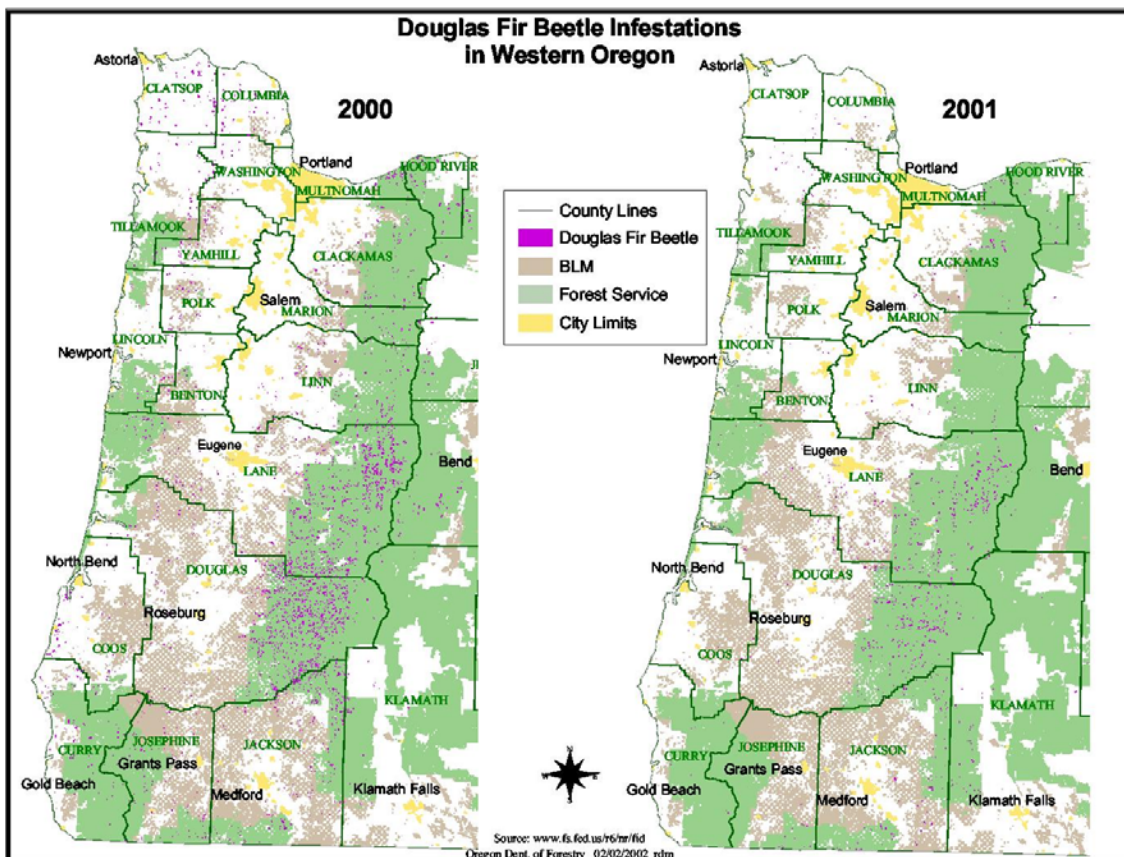 Douglas Fir Beetle Infestations
in Western Oregon
2000
Astoria
CLATSOP
COLUMBIA
Portland
HOOD RIVER
WASHINGTON
MULTNOMAH
TILLAMOOK
YAMHILL
CLACKAMAS
POLK
Salem
MARION
Newport
LINCOLN
BENTON
LINN
Eugene
LANE
Bend
North Bend
DOUGLAS
Roseburg
COOS
KLAMATH
CURRY
JOSEPHINE
JACKSON
Grants Pass
Gold Beach
Medford
Klamath Falls
County Lines
Douglas Fir Beetle
BLM
Forest Service
City Limits
2001
Astoria
CLATSOP
COLUMBIA
Portland
HOOD RIVER
WASHINGTON
MULTNOMAH
TILLAMOOK
YAMHILL
CLACKAMAS
POLK
Salem
MARION
LINCOLN
Newport
BENTON
LINN
Eugene
LANE
Bend
North Bend
DOUGLAS
Roseburg
COOS
KLAMATH
CURRY
JOSEPHINE
JACKSON
Grants Pass
Gold Beach
Medford
Klamath Falls
N
W
E
S
Source: www.fs.fed.us/r6/nr/fid
Oregon Dept. of Forestry 02/02/2002 rdm